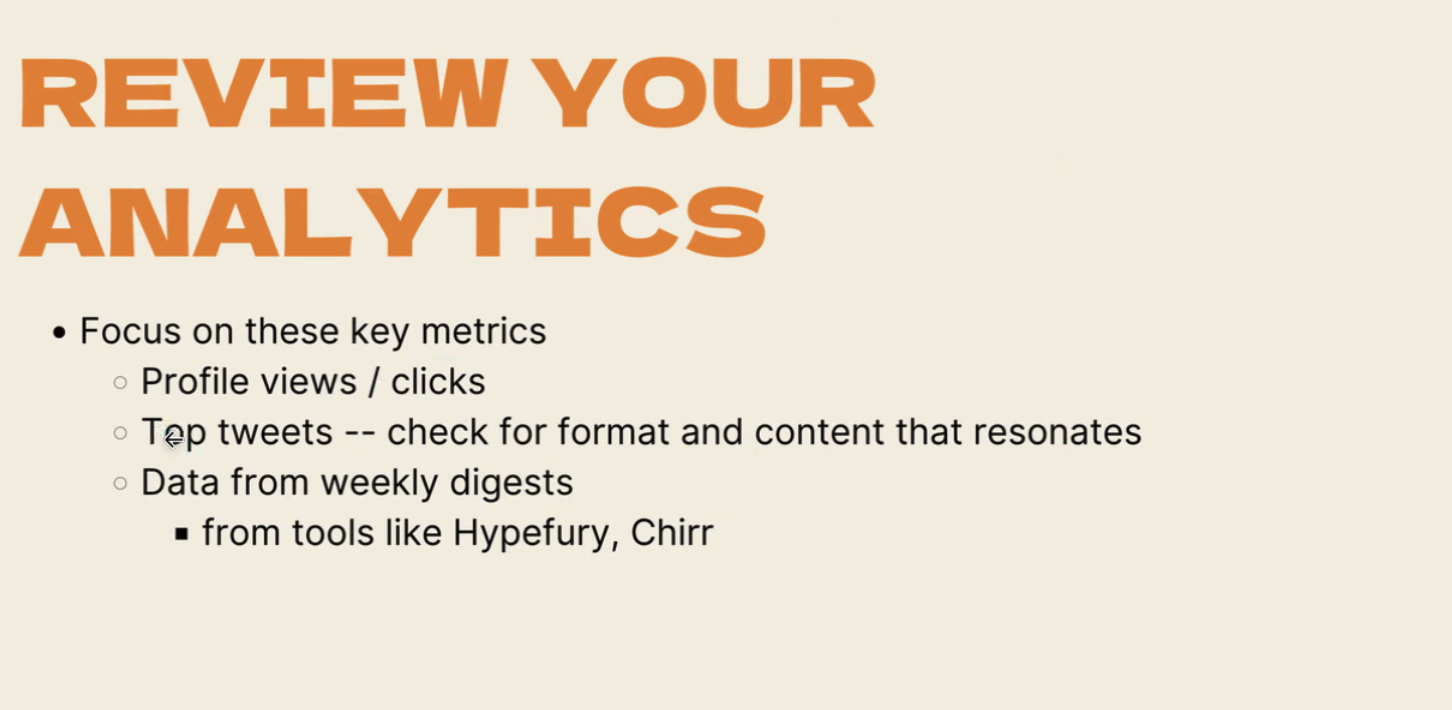 REVIEW YOUR
ANALYTICS
• Focus on these key metrics
○ Profile views / clicks
○ Top tweets -- check for format and content that resonates
○ Data from weekly digests
▪ from tools like Hypefury, Chirr